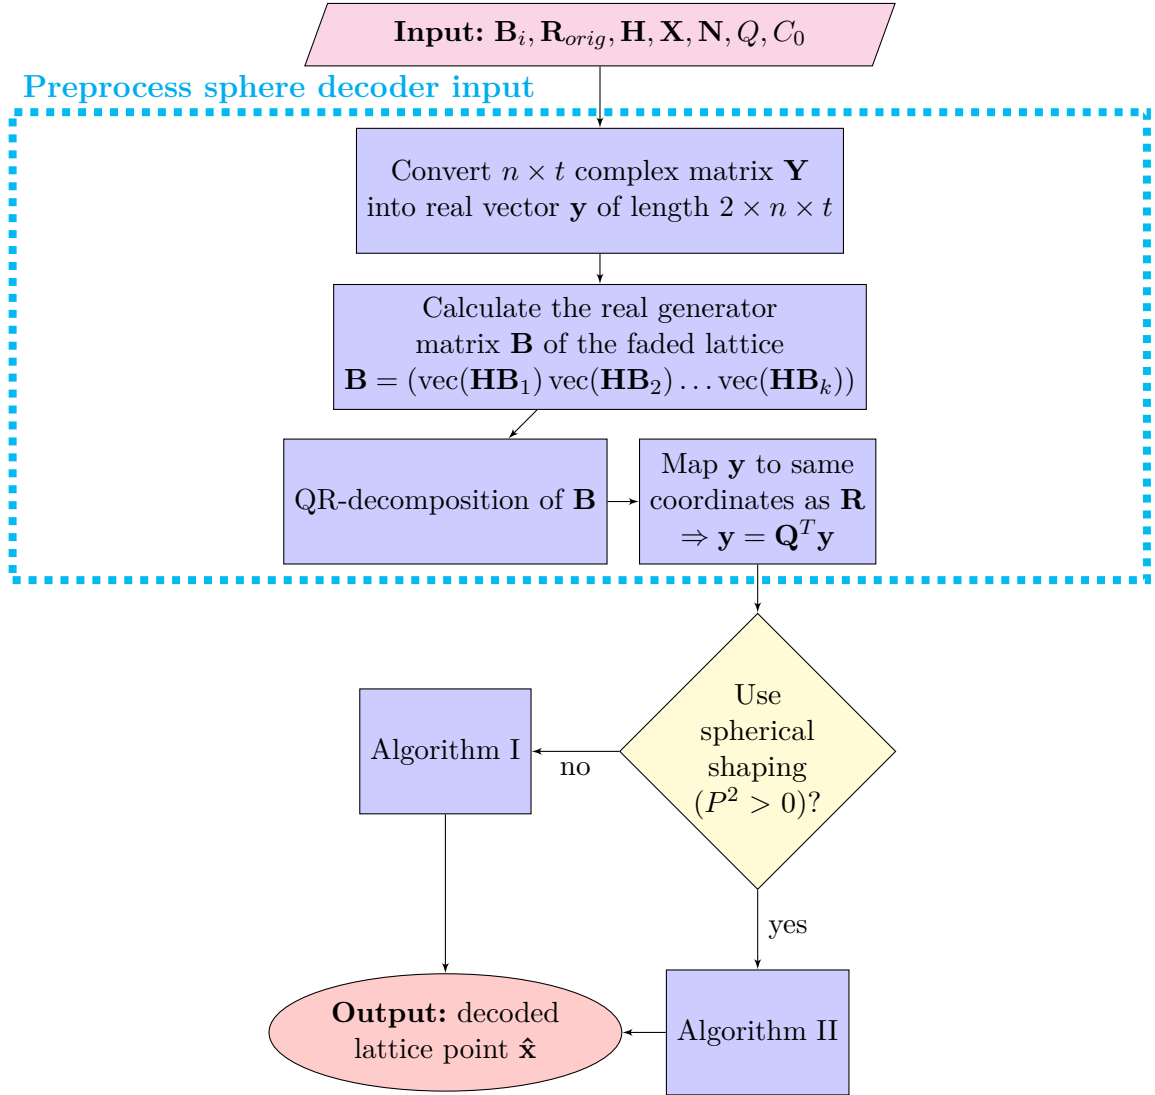 Input: B_i, R_orig, H, X, N, Q, C_0
Preprocess sphere decoder input
Convert n × t complex matrix Y
into real vector y of length 2 × n × t
Calculate the real generator
matrix B of the faded lattice
B = (vec(HB_1) vec(HB_2) … vec(HB_k))
QR-decomposition of B
Map y to same
coordinates as R
⇒ y = Q^T y
Use
spherical
shaping
(P^2 > 0)?
no
Algorithm I
yes
Algorithm II
Output: decoded
lattice point x̂